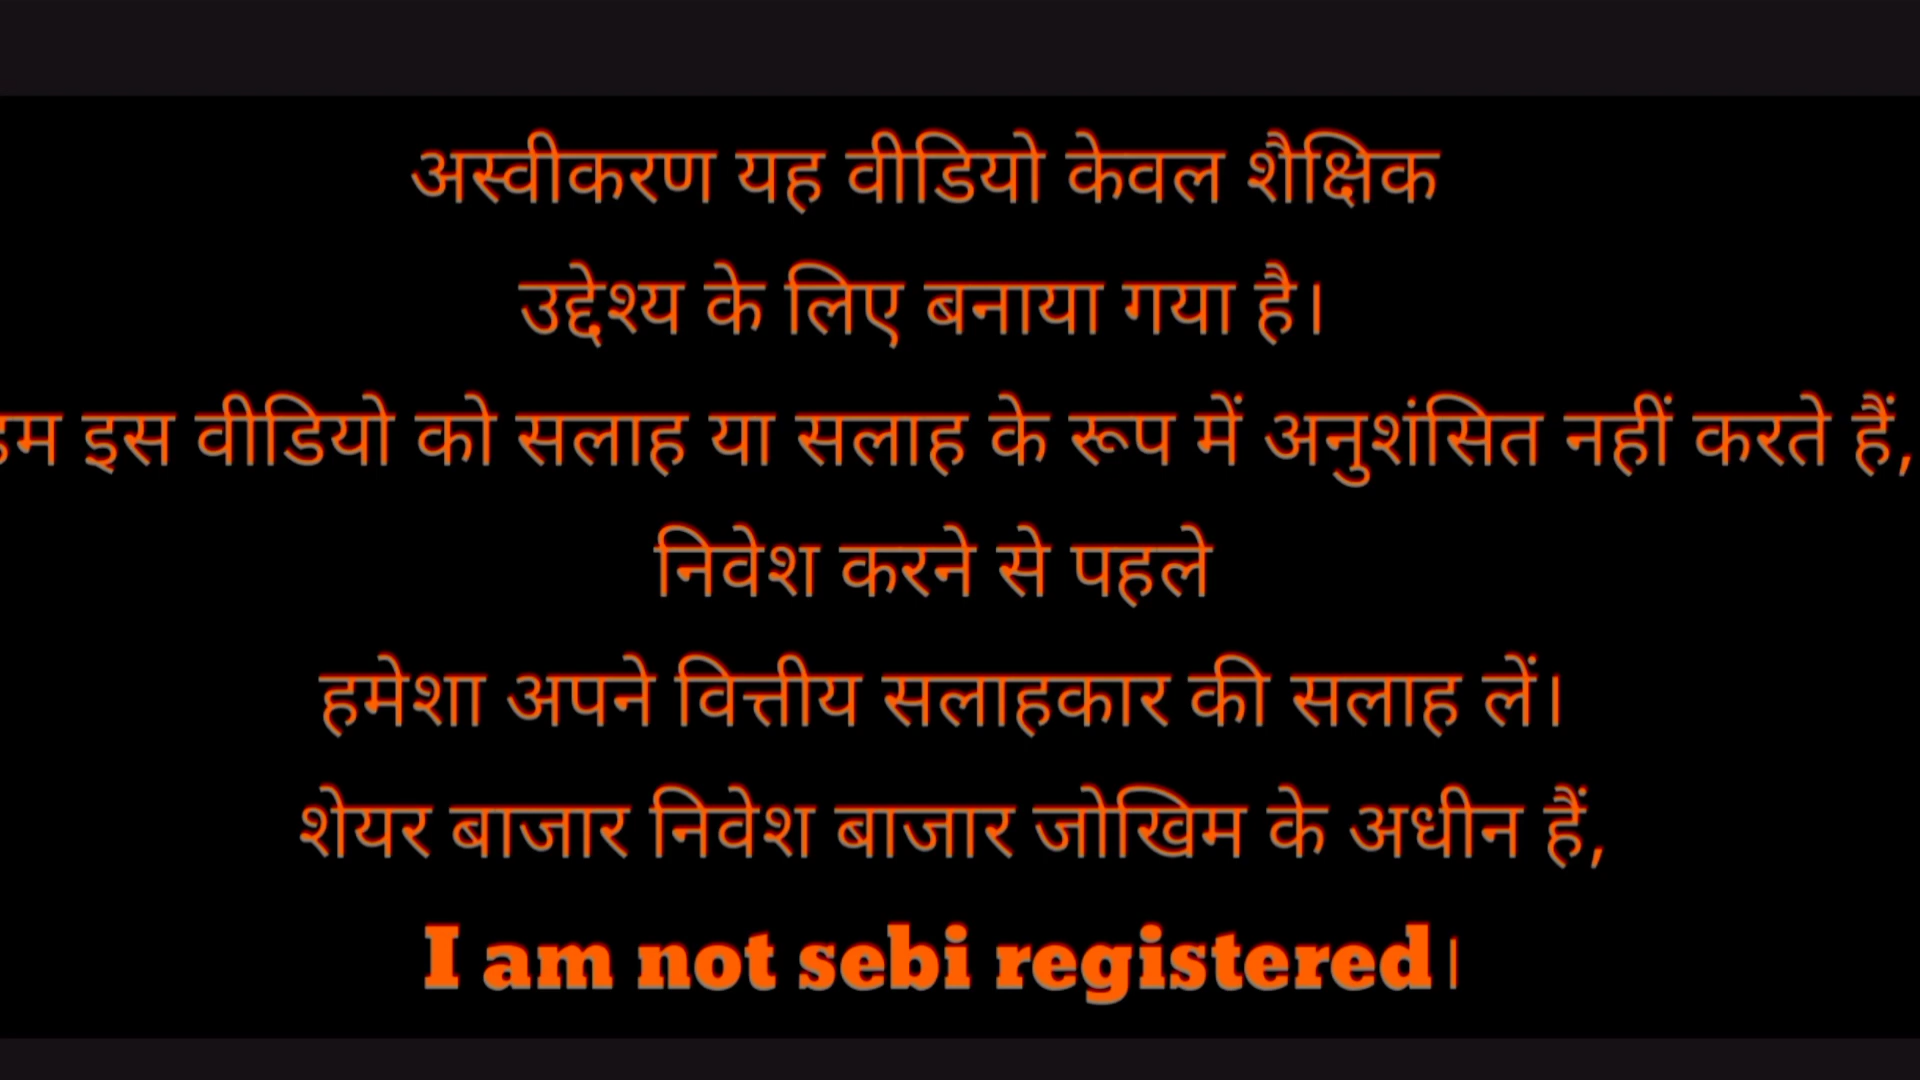 अस्वीकरण यह वीडियो केवल शैक्षिक
उद्देश्य के लिए बनाया गया है।
हम इस वीडियो को सलाह या सलाह के रूप में अनुशंसित नहीं करते हैं,
निवेश करने से पहले
हमेशा अपने वित्तीय सलाहकार की सलाह लें।
शेयर बाजार निवेश बाजार जोखिम के अधीन हैं,
I am not sebi registered।